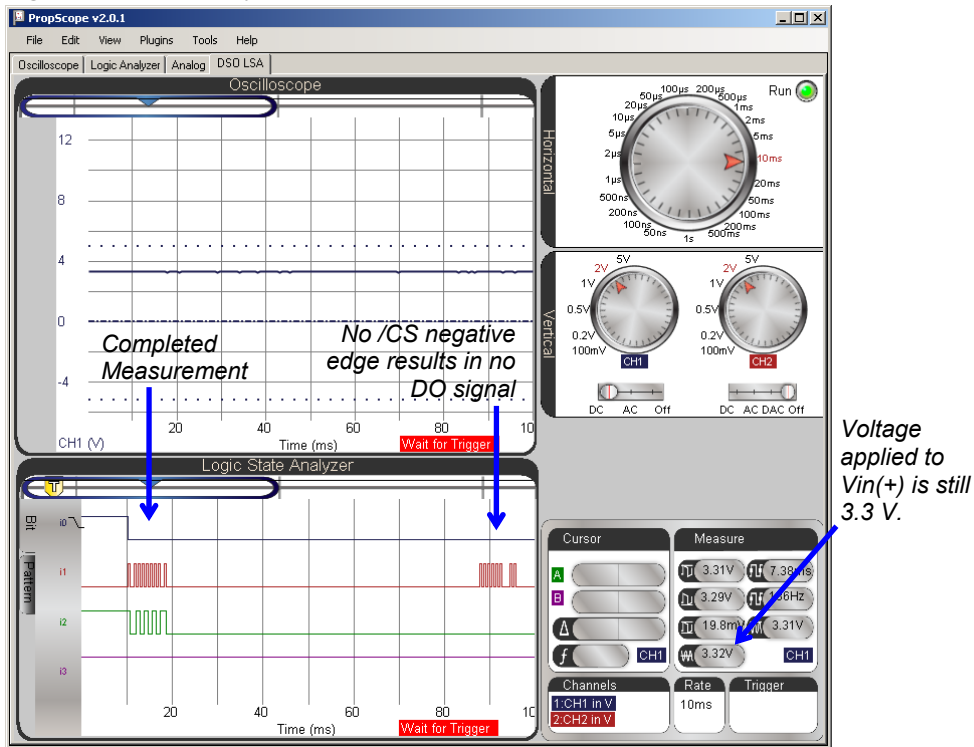 PropScope v2.0.1
File Edit View Plugins Tools Help
Oscilloscope Logic Analyzer Analog DSO LSA
Oscilloscope
12
8
4
0
-4
CH1 (V)
20 40 60 80 10
Time (ms)
Wait for Trigger
Completed
Measurement
No /CS negative
edge results in no
DO signal
Horizontal
Run
50µs 100µs 200µs 500µs
20µs 1ms
10µs 2ms
5µs 5ms
2µs 10ms
1µs 20ms
500ns 50ms
200ns 100ms
100ns 200ms
50ns 1s 500ms
Vertical
5V 5V
2V 2V
1V 1V
0.5V 0.5V
0.2V 0.2V
100mV 100mV
CH1 CH2
DC AC Off DC AC DAC Off
Voltage
applied to
Vin(+) is still
3.3 V.
Logic State Analyzer
T
Bit
Pattern
i0
i1
i2
i3
20 40 60 80 10
Time (ms)
Wait for Trigger
Cursor
A
B
Δ
f CH1
Measure
3.31V 7.38ms
3.29V 136Hz
19.8mV 3.31V
3.32V CH1
Channels
1:CH1 in V
2:CH2 in V
Rate
10ms
Trigger